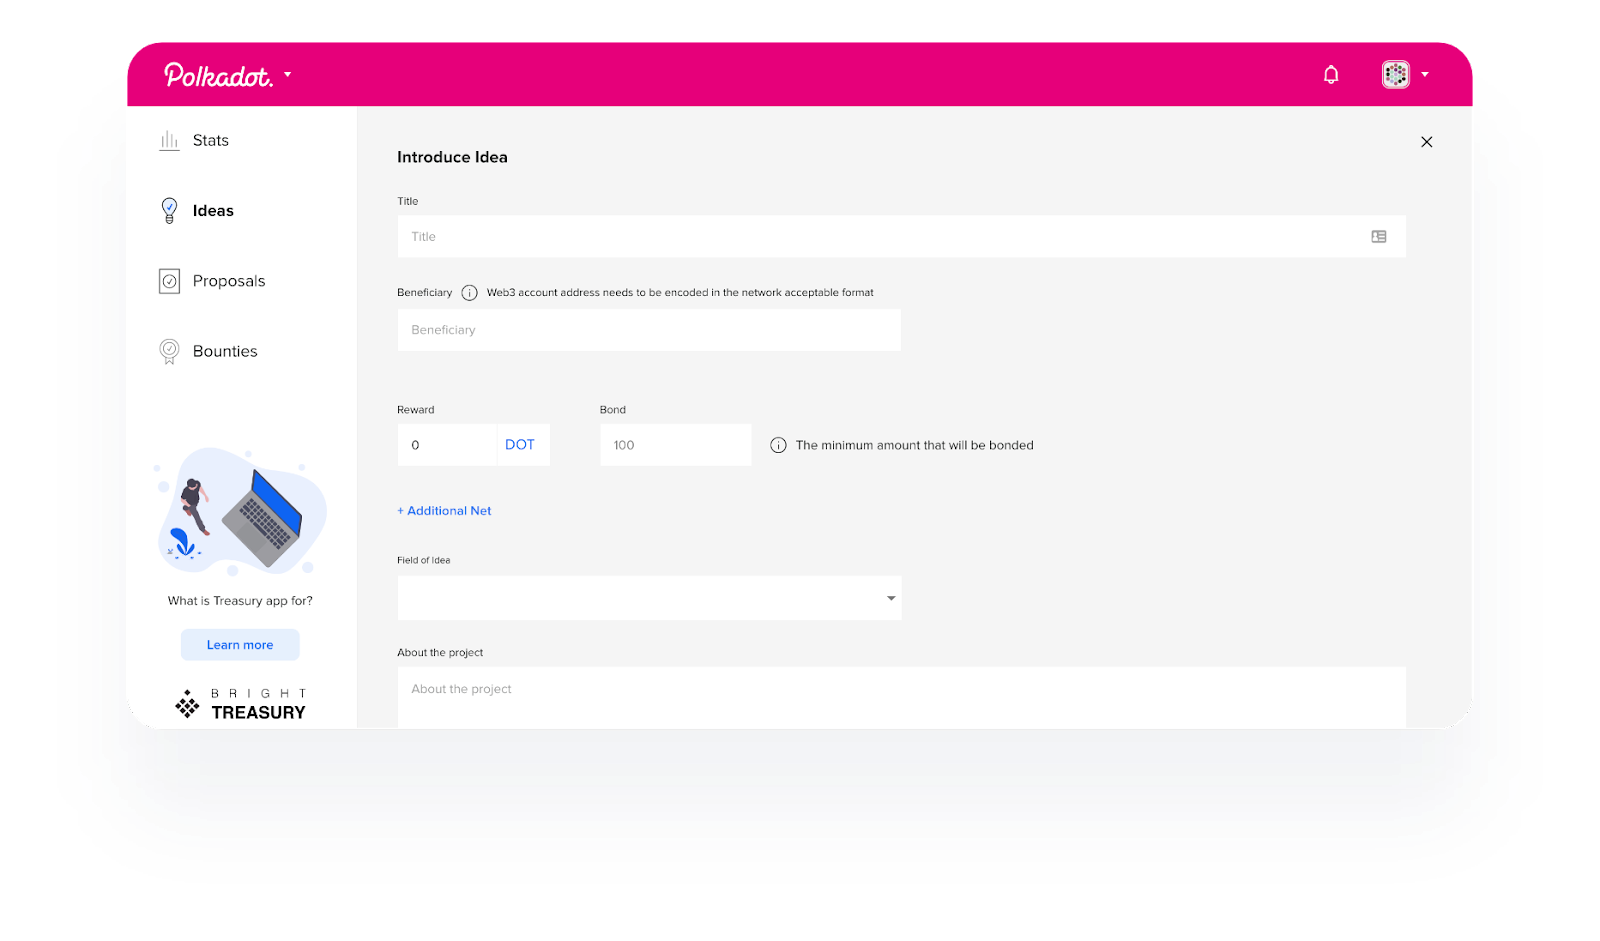 Polkadot.
Stats
Ideas
Proposals
Bounties
What is Treasury app for?
Learn more
BRIGHT
TREASURY
Introduce Idea
Title
Title
Beneficiary Web3 account address needs to be encoded in the network acceptable format
Beneficiary
Reward Bond
0 DOT 100 The minimum amount that will be bonded
+ Additional Net
Field of Idea
About the project
About the project